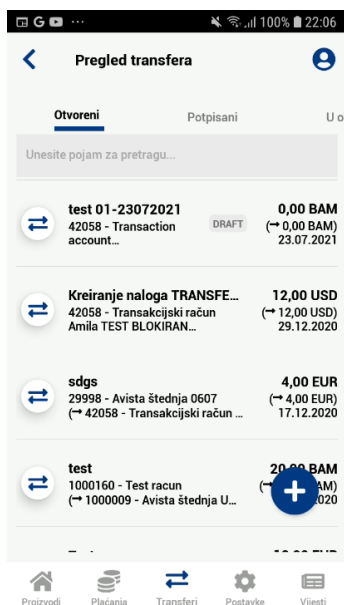 100% 22:06
Pregled transfera
Otvoreni Potpisani U o
Unesite pojam za pretragu...
test 01-23072021 0,00 BAM
42058 - Transaction DRAFT (→ 0,00 BAM)
account... 23.07.2021
Kreiranje naloga TRANSFE... 12,00 USD
42058 - Transakcijski račun (→ 12,00 USD)
Amila TEST BLOKIRAN... 29.12.2020
sdgs 4,00 EUR
29998 - Avista štednja 0607 (→ 4,00 EUR)
(→ 42058 - Transakcijski račun ... 17.12.2020
test BAM
1000160 - Test racun (→ AM)
(→ 1000009 - Avista štednja U... 020
Proizvodi Plaćanja Transferi Postavke Vijesti